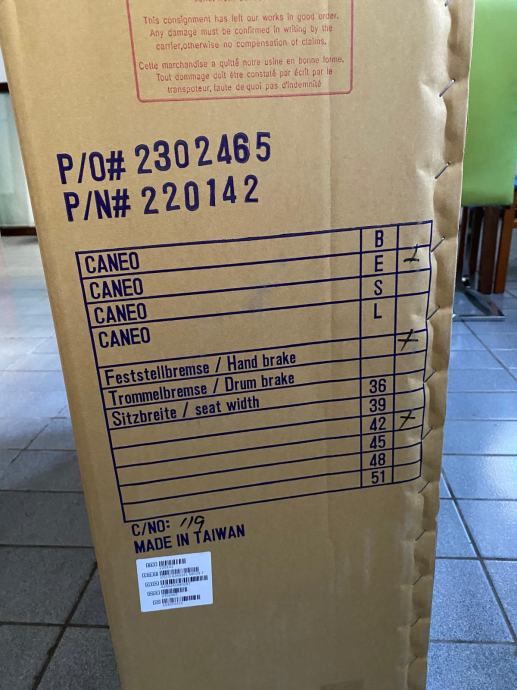 This consignment has left our works in good order.
Any damage must be confirmed in writing by the
carrier,otherwise no compensation of claims.
Cette marchandise a quitté notre usine en bonne forme.
Tout dommage doit être constaté par écrit par le
transpoteur, faute de quoi pas d'indemnité
P/O# 2302465
P/N# 220142
CANEO B
CANEO E
CANEO S
CANEO L
Feststellbremse / Hand brake
Trommelbremse / Drum brake
Sitzbreite / seat width 36
39
42
45
48
51
C/NO: 119
MADE IN TAIWAN